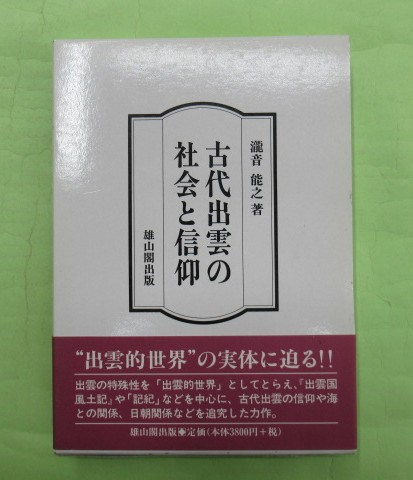 瀧音 能之 著
古代出雲の
社会と信仰
雄山閣出版
“出雲的世界”の実体に迫る!!
出雲の特殊性を「出雲的世界」としてとらえ、『出雲国
風土記』や「記紀」などを中心に、古代出雲の信仰や海
との関係、日朝関係などを追究した力作。
雄山閣出版 定価(本体3800円+税)